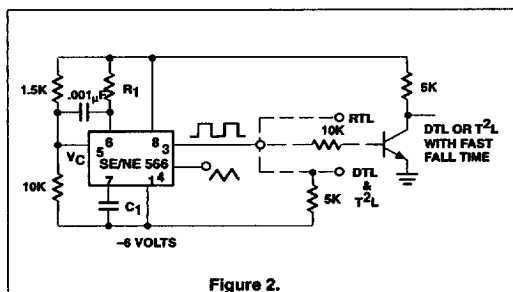 1.5K
.001µF
R1
5K
RTL
10K
6
8
3
VC
5
SE/NE 566
DTL OR T²L
WITH FAST
FALL TIME
10K
7
1
4
DTL
&
T²L
C1
5K
–6 VOLTS
Figure 2.